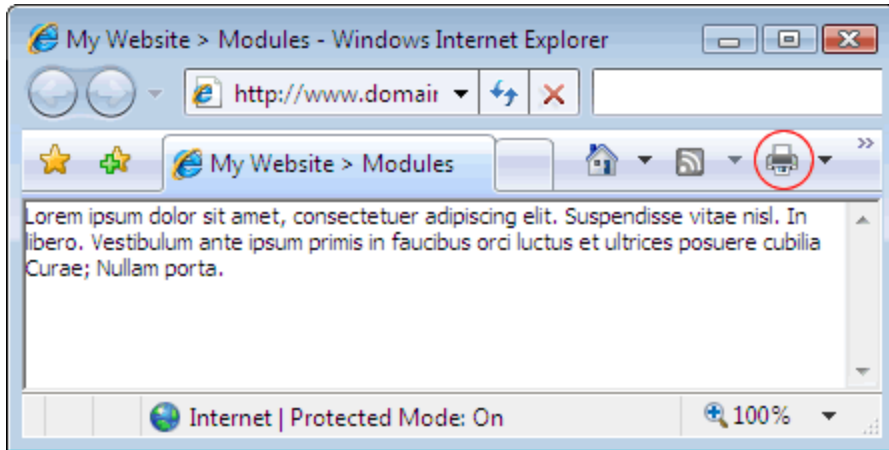 My Website > Modules - Windows Internet Explorer
http://www.domair
My Website > Modules
Lorem ipsum dolor sit amet, consectetuer adipiscing elit. Suspendisse vitae nisl. In
libero. Vestibulum ante ipsum primis in faucibus orci luctus et ultrices posuere cubilia
Curae; Nullam porta.
Internet | Protected Mode: On
100%